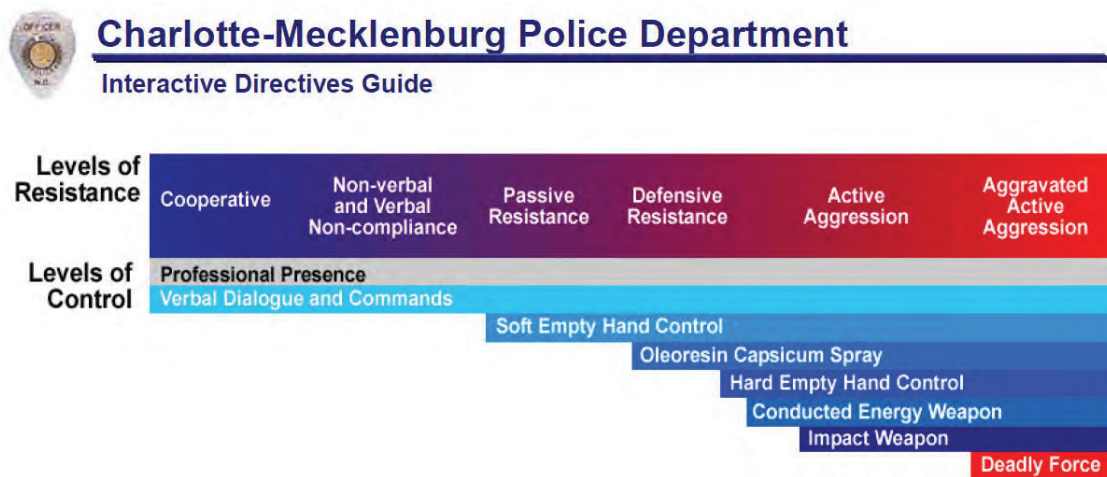 OFFICER
N.C.
Charlotte-Mecklenburg Police Department
Interactive Directives Guide
Levels of
Resistance
Cooperative
Non-verbal
and Verbal
Non-compliance
Passive
Resistance
Defensive
Resistance
Active
Aggression
Aggravated
Active
Aggression
Levels of
Control
Professional Presence
Verbal Dialogue and Commands
Soft Empty Hand Control
Oleoresin Capsicum Spray
Hard Empty Hand Control
Conducted Energy Weapon
Impact Weapon
Deadly Force